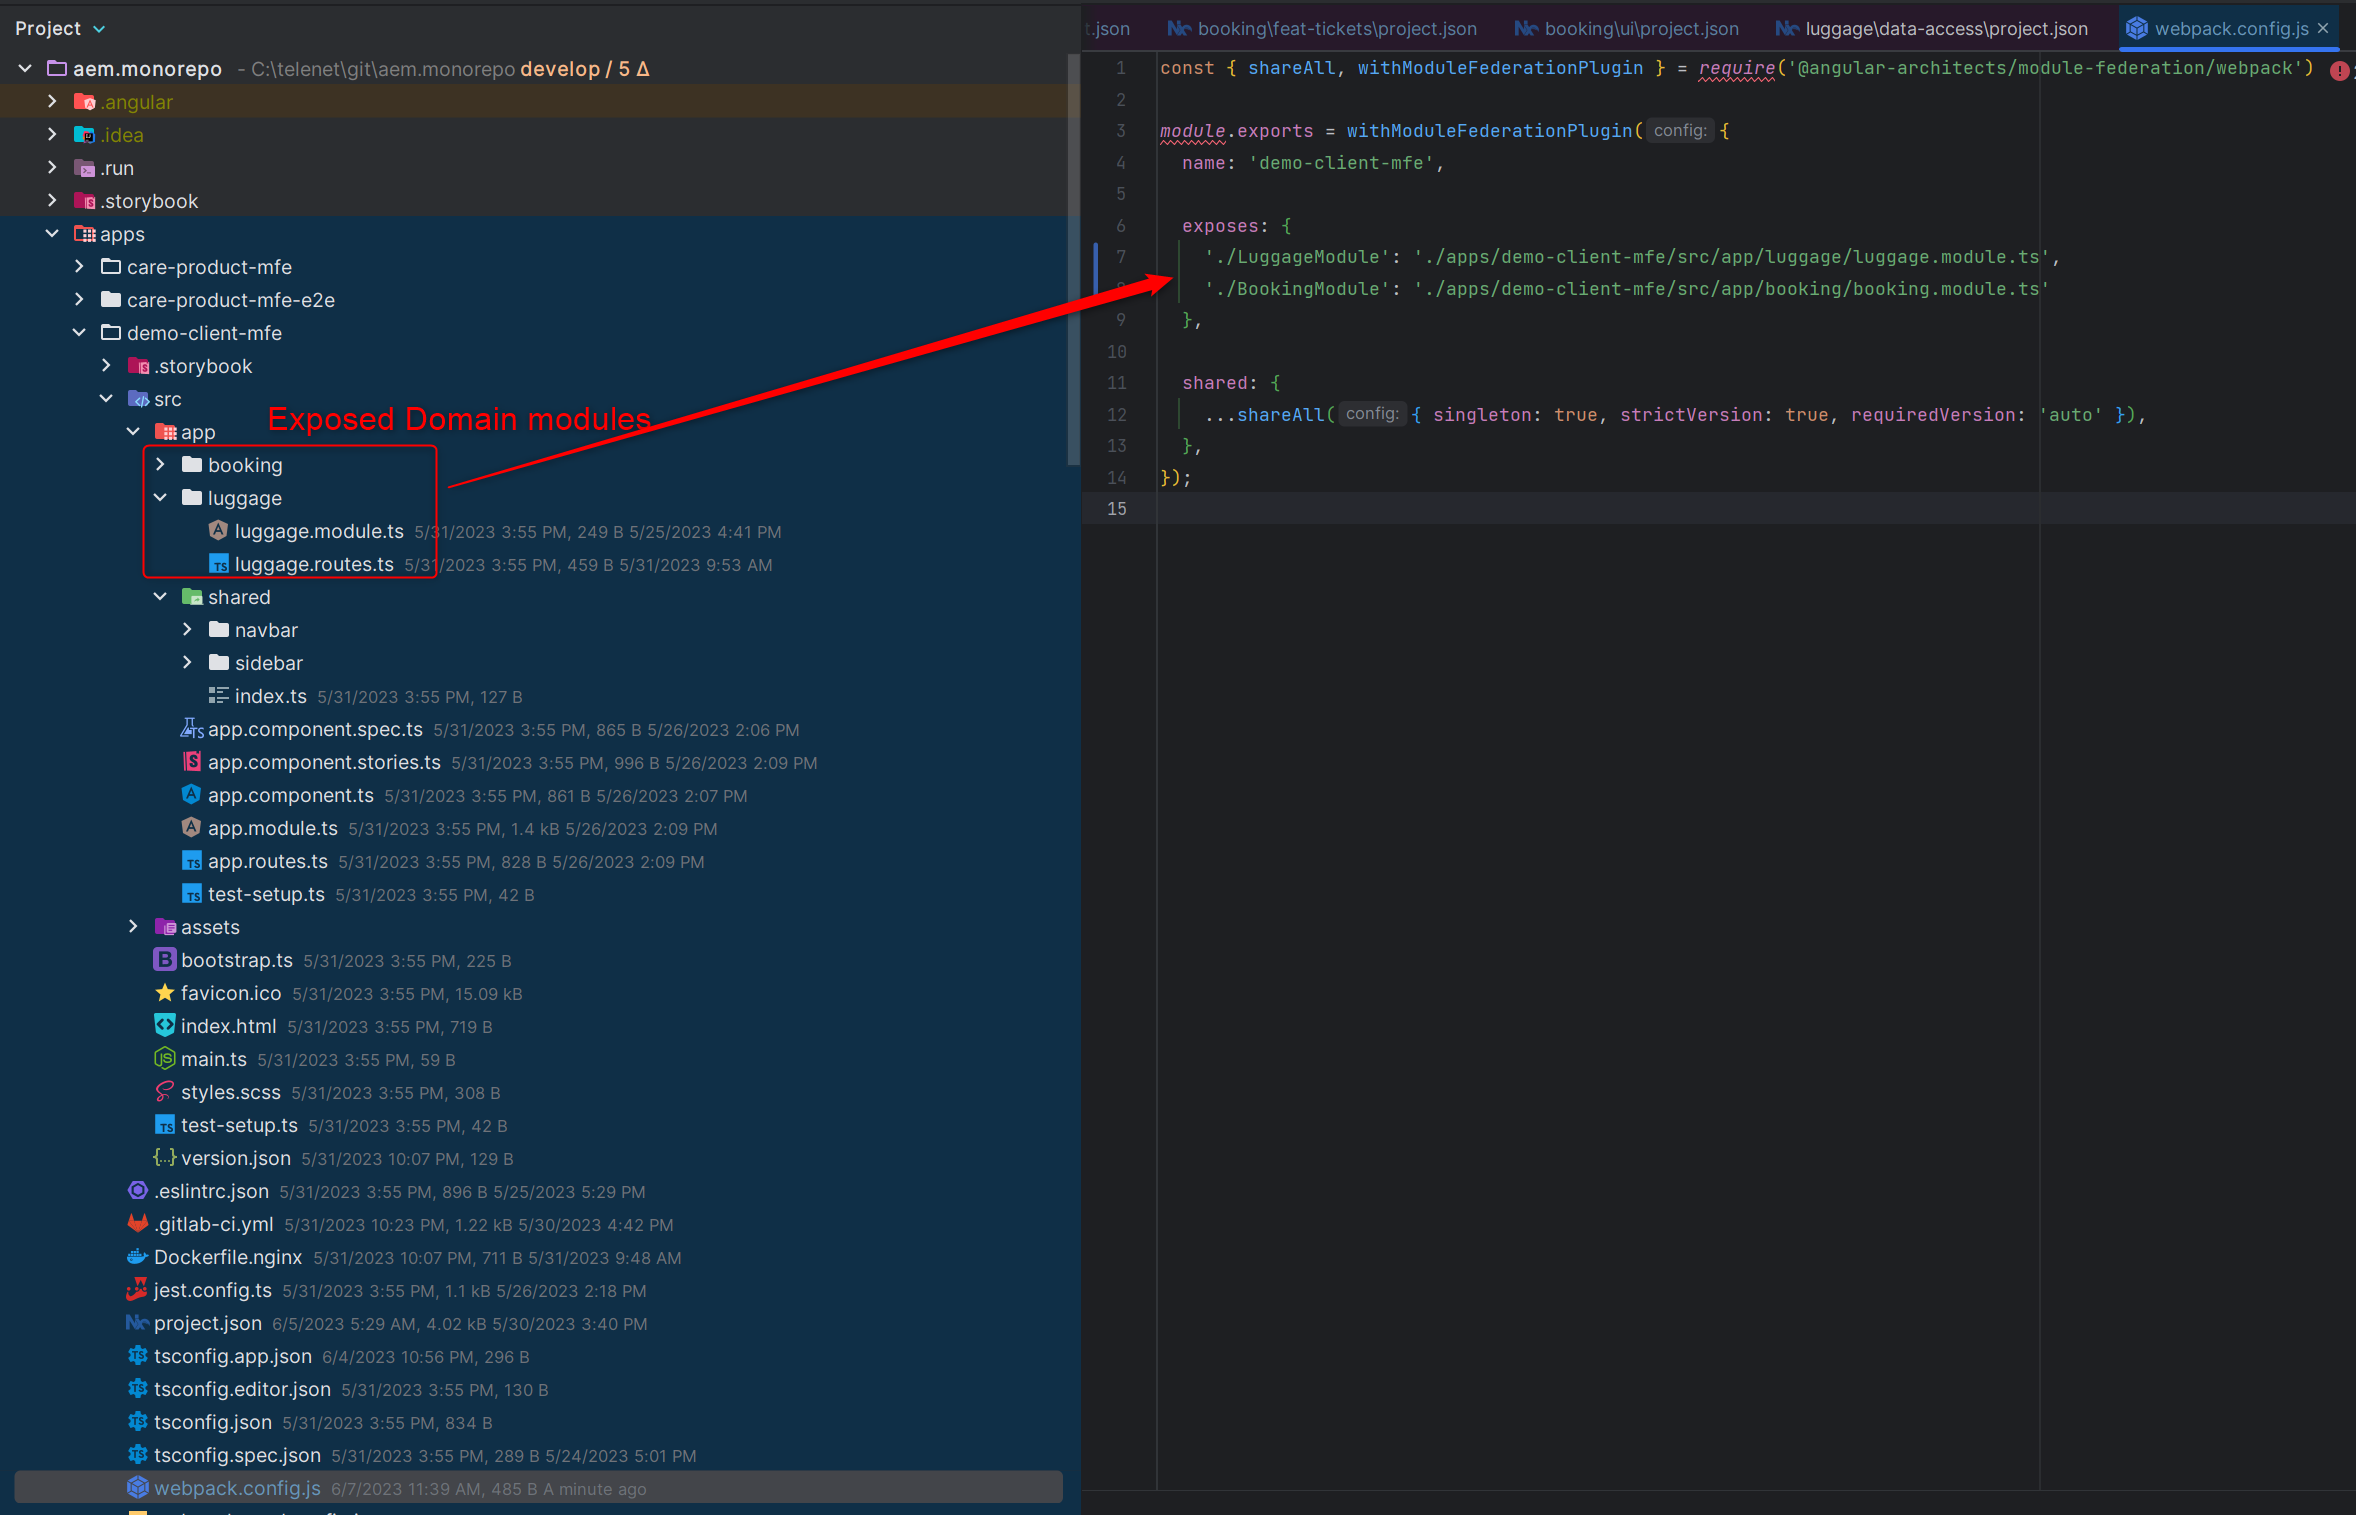 Project
aem.monorepo - C:\telenet\git\aem.monorepo develop / 5 Δ
.angular
.idea
.run
.storybook
apps
care-product-mfe
care-product-mfe-e2e
demo-client-mfe
.storybook
src
Exposed Domain modules
app
booking
luggage
luggage.module.ts 5/31/2023 3:55 PM, 249 B 5/25/2023 4:41 PM
luggage.routes.ts 5/31/2023 3:55 PM, 459 B 5/31/2023 9:53 AM
shared
navbar
sidebar
index.ts 5/31/2023 3:55 PM, 127 B
app.component.spec.ts 5/31/2023 3:55 PM, 865 B 5/26/2023 2:06 PM
app.component.stories.ts 5/31/2023 3:55 PM, 996 B 5/26/2023 2:09 PM
app.component.ts 5/31/2023 3:55 PM, 861 B 5/26/2023 2:07 PM
app.module.ts 5/31/2023 3:55 PM, 1.4 kB 5/26/2023 2:09 PM
app.routes.ts 5/31/2023 3:55 PM, 828 B 5/26/2023 2:09 PM
test-setup.ts 5/31/2023 3:55 PM, 42 B
assets
bootstrap.ts 5/31/2023 3:55 PM, 225 B
favicon.ico 5/31/2023 3:55 PM, 15.09 kB
index.html 5/31/2023 3:55 PM, 719 B
main.ts 5/31/2023 3:55 PM, 59 B
styles.scss 5/31/2023 3:55 PM, 308 B
test-setup.ts 5/31/2023 3:55 PM, 42 B
version.json 5/31/2023 10:07 PM, 129 B
.eslintrc.json 5/31/2023 3:55 PM, 896 B 5/25/2023 5:29 PM
.gitlab-ci.yml 5/31/2023 10:23 PM, 1.22 kB 5/30/2023 4:42 PM
Dockerfile.nginx 5/31/2023 10:07 PM, 711 B 5/31/2023 9:48 AM
jest.config.ts 5/31/2023 3:55 PM, 1.1 kB 5/26/2023 2:18 PM
project.json 6/5/2023 5:29 AM, 4.02 kB 5/30/2023 3:40 PM
tsconfig.app.json 6/4/2023 10:56 PM, 296 B
tsconfig.editor.json 5/31/2023 3:55 PM, 130 B
tsconfig.json 5/31/2023 3:55 PM, 834 B
tsconfig.spec.json 5/31/2023 3:55 PM, 289 B 5/24/2023 5:01 PM
webpack.config.js 6/7/2023 11:39 AM, 485 B A minute ago
t.json booking\feat-tickets\project.json booking\ui\project.json luggage\data-access\project.json webpack.config.js
1 const { shareAll, withModuleFederationPlugin } = require('@angular-architects/module-federation/webpack')
2
3 module.exports = withModuleFederationPlugin( config: {
4 name: 'demo-client-mfe',
5
6 exposes: {
7 './LuggageModule': './apps/demo-client-mfe/src/app/luggage/luggage.module.ts',
'./BookingModule': './apps/demo-client-mfe/src/app/booking/booking.module.ts'
9 },
10
11 shared: {
12 ...shareAll( config: { singleton: true, strictVersion: true, requiredVersion: 'auto' }),
13 },
14 });
15